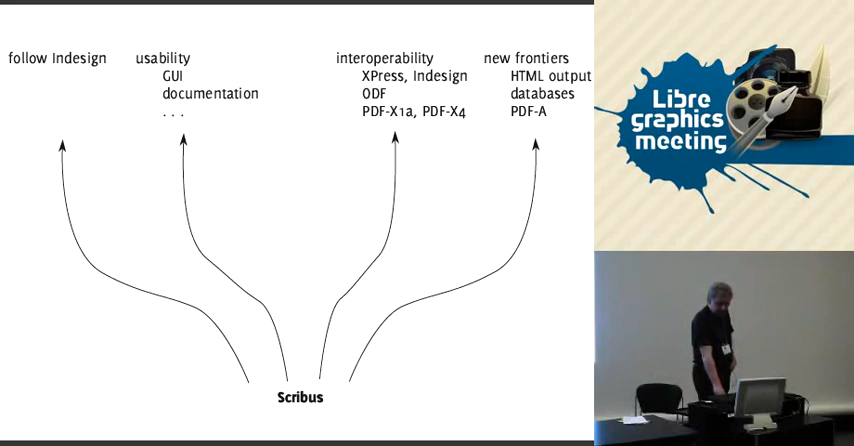 follow Indesign
usability
GUI
documentation
. . .
interoperability
XPress, Indesign
ODF
PDF-X1a, PDF-X4
new frontiers
HTML output
databases
PDF-A
Scribus
Libre
graphics
meeting